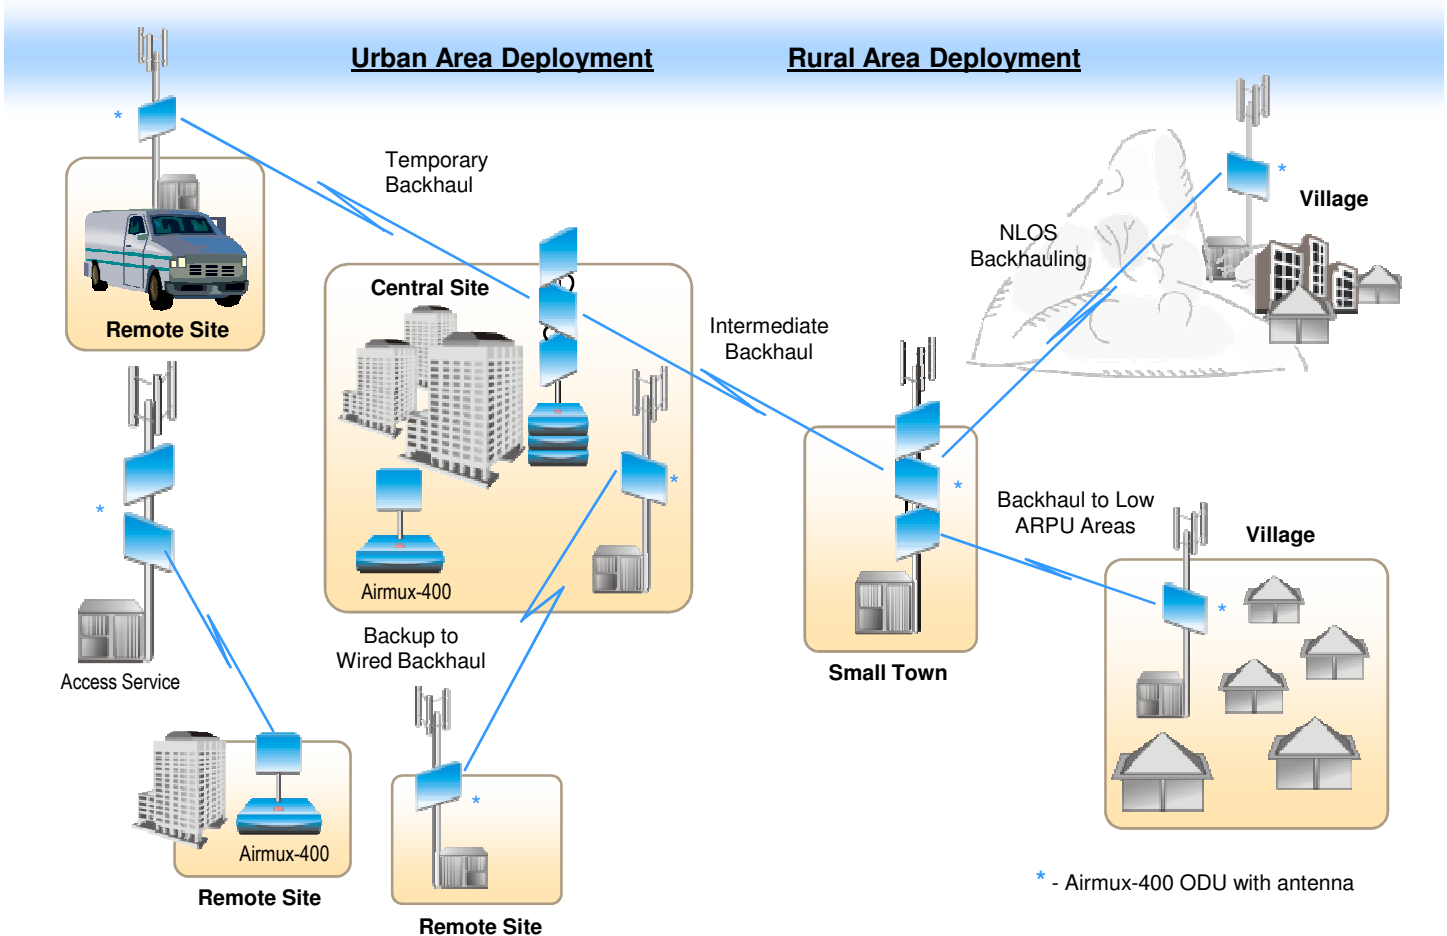 Urban Area Deployment
Rural Area Deployment
*
Temporary
Backhaul
Remote Site
Central Site
*
Village
NLOS
Backhauling
Intermediate
Backhaul
*
*
*
Airmux-400
Access Service
Backup to
Wired Backhaul
Small Town
Backhaul to Low
ARPU Areas
Village
*
Airmux-400
Remote Site
*
Remote Site
* - Airmux-400 ODU with antenna